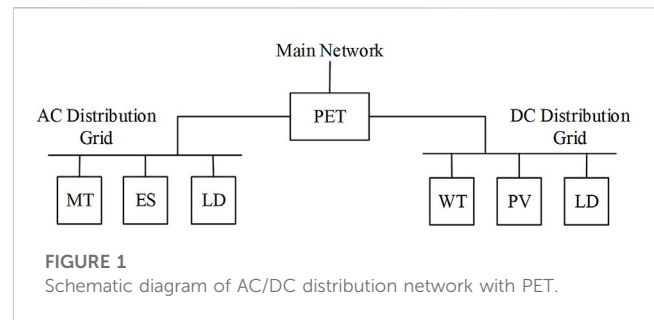 Main Network
AC Distribution
Grid
PET
DC Distribution
Grid
MT
ES
LD
WT
PV
LD
FIGURE 1
Schematic diagram of AC/DC distribution network with PET.